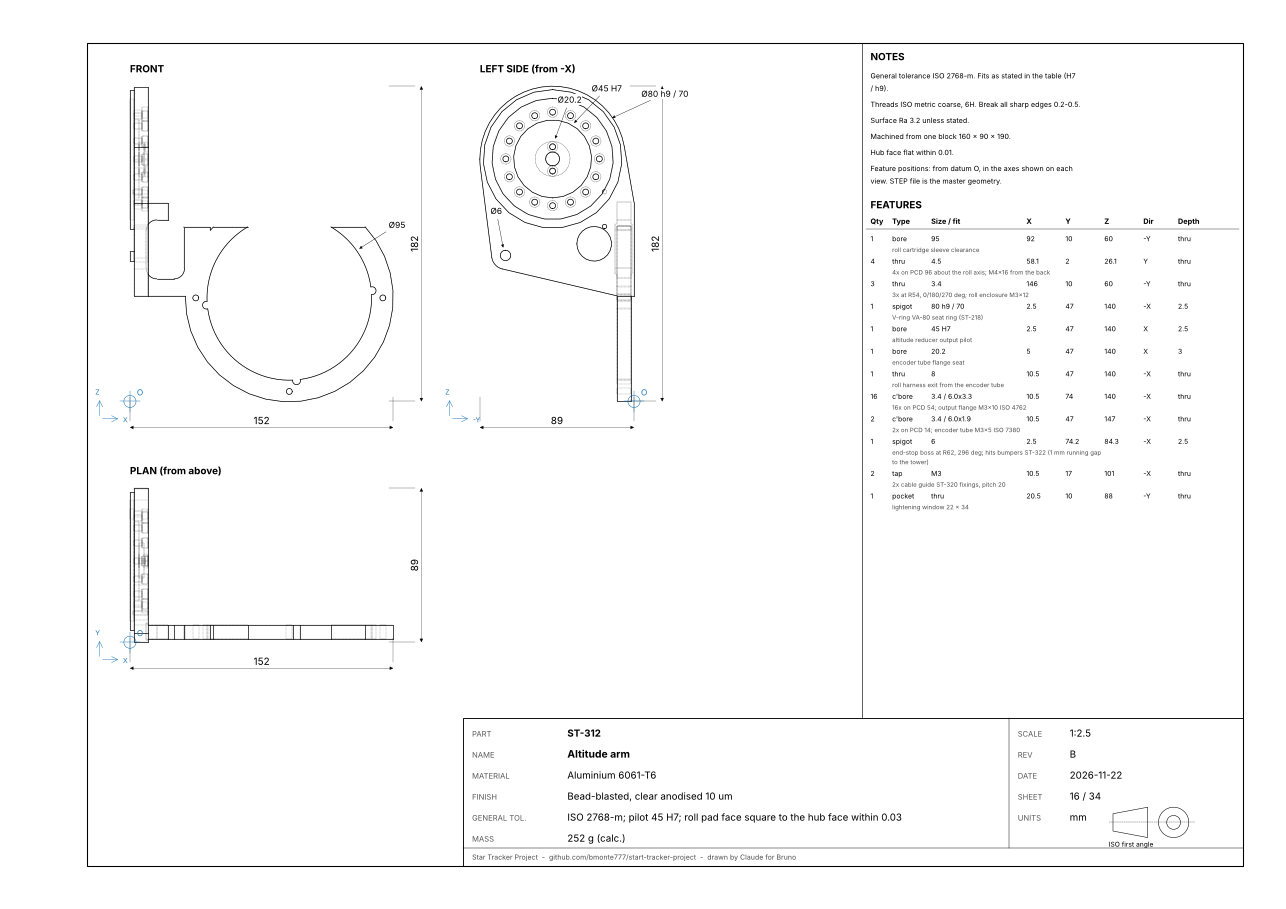 FRONT
LEFT SIDE (from -X)
Ø95
182
152
Z
X
O
Ø20.2
Ø45 H7
Ø80 h9 / 70
Ø6
182
89
Z
-Y
O
PLAN (from above)
89
152
Y
X
O
NOTES
General tolerance ISO 2768-m. Fits as stated in the table (H7
/ h9).
Threads ISO metric coarse, 6H. Break all sharp edges 0.2-0.5.
Surface Ra 3.2 unless stated.
Machined from one block 160 × 90 × 190.
Hub face flat within 0.01.
Feature positions: from datum O, in the axes shown on each
view. STEP file is the master geometry.
FEATURES
Qty Type Size / fit X Y Z Dir Depth
1 bore 95 92 10 60 -Y thru
roll cartridge sleeve clearance
4 thru 4.5 58.1 2 26.1 Y thru
4x on PCD 96 about the roll axis; M4×16 from the back
3 thru 3.4 146 10 60 -Y thru
3x at R54, 0/180/270 deg; roll enclosure M3×12
1 spigot 80 h9 / 70 2.5 47 140 -X 2.5
V-ring VA-80 seat ring (ST-218)
1 bore 45 H7 2.5 47 140 X 2.5
altitude reducer output pilot
1 bore 20.2 5 47 140 X 3
encoder tube flange seat
1 thru 8 10.5 47 140 -X thru
roll harness exit from the encoder tube
16 c'bore 3.4 / 6.0x3.3 10.5 74 140 -X thru
16x on PCD 54; output flange M3×10 ISO 4762
2 c'bore 3.4 / 6.0x1.9 10.5 47 147 -X thru
2x on PCD 14; encoder tube M3×5 ISO 7380
1 spigot 6 2.5 74.2 84.3 -X 2.5
end-stop boss at R62, 296 deg; hits bumpers ST-322 (1 mm running gap
to the tower)
2 tap M3 10.5 17 101 -X thru
2x cable guide ST-320 fixings, pitch 20
1 pocket thru 20.5 10 88 -Y thru
lightening window 22 × 34
PART ST-312
NAME Altitude arm
MATERIAL Aluminium 6061-T6
FINISH Bead-blasted, clear anodised 10 um
GENERAL TOL. ISO 2768-m; pilot 45 H7; roll pad face square to the hub face within 0.03
MASS 252 g (calc.)
SCALE 1:2.5
REV B
DATE 2026-11-22
SHEET 16 / 34
UNITS mm
ISO first angle
Star Tracker Project - github.com/bmonte777/start-tracker-project - drawn by Claude for Bruno